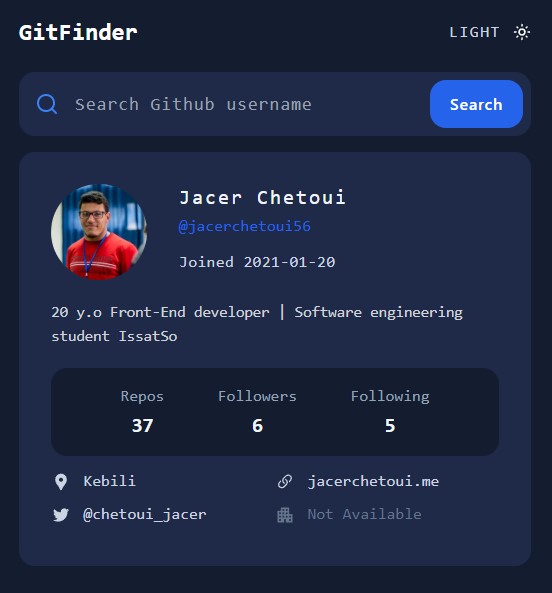 GitFinder
LIGHT
Search Github username
Search
Jacer Chetoui
@jacerchetoui56
Joined 2021-01-20
20 y.o Front-End developer | Software engineering
student IssatSo
Repos Followers Following
37 6 5
Kebili jacerchetoui.me
@chetoui_jacer Not Available